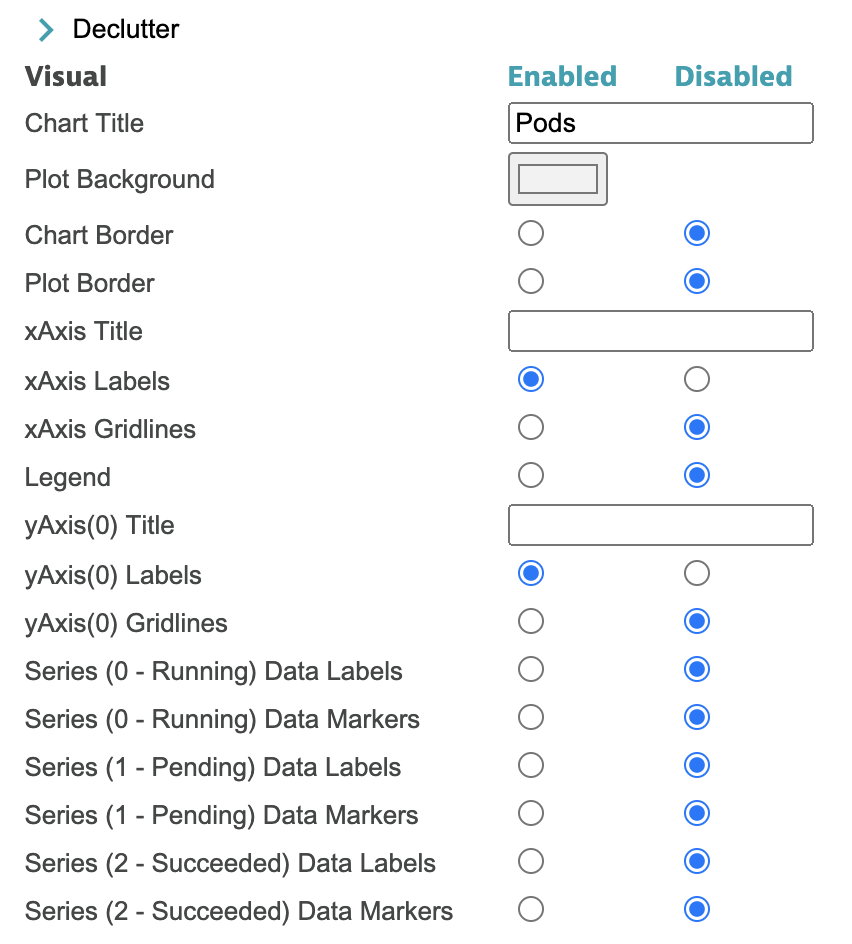 Declutter
Visual Enabled Disabled
Chart Title Pods
Plot Background
Chart Border
Plot Border
xAxis Title
xAxis Labels
xAxis Gridlines
Legend
yAxis(0) Title
yAxis(0) Labels
yAxis(0) Gridlines
Series (0 - Running) Data Labels
Series (0 - Running) Data Markers
Series (1 - Pending) Data Labels
Series (1 - Pending) Data Markers
Series (2 - Succeeded) Data Labels
Series (2 - Succeeded) Data Markers